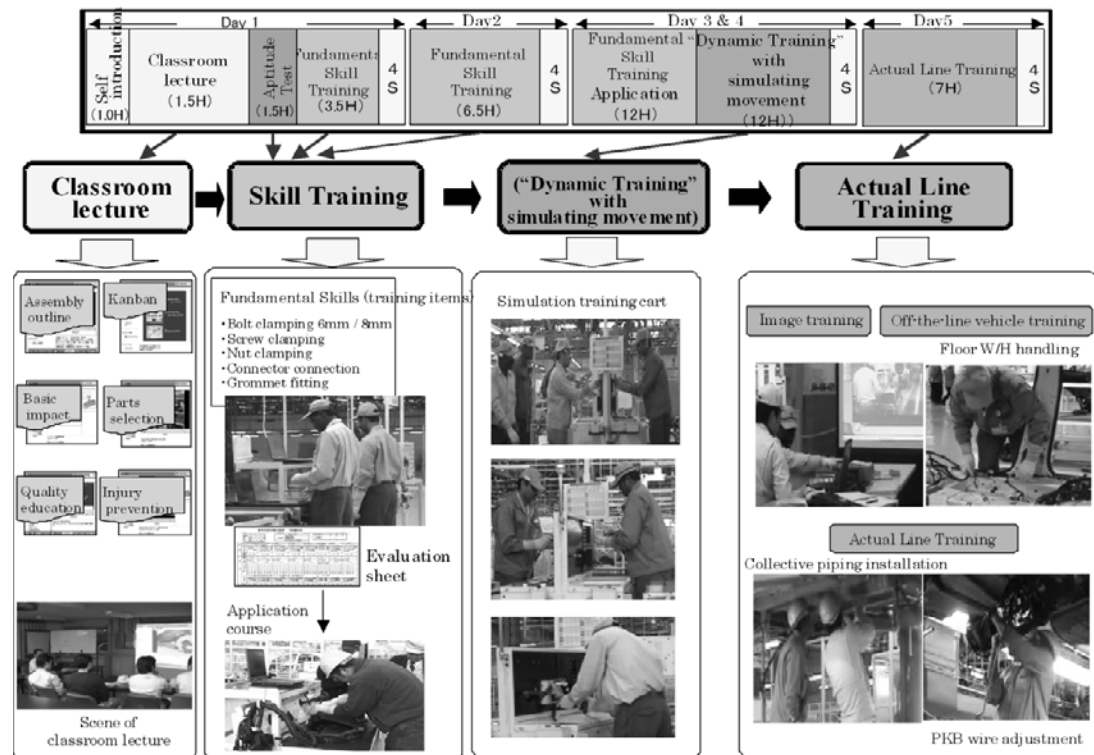 Day 1
Day2
Day 3 & 4
Day5
Self
introduction
(1.0H)
Classroom
lecture
(1.5H)
Aptitude
Test
(1.5H)
Fundamental
Skill
Training
(3.5H)
4
S
Fundamental
Skill
Training
(6.5H)
4
S
Fundamental
Skill
Training
Application
(12H)
“Dynamic Training”
with
simulating
movement
(12H))
4
S
Actual Line Training
(7H)
4
S
Classroom
lecture
Skill Training
(“Dynamic Training”
with
simulating movement)
Actual Line
Training
Assembly
outline
Kanban
Basic
impact
Parts
selection
Quality
education
Injury
prevention
Scene of
classroom lecture
Fundamental Skills (training items)
・Bolt clamping 6mm / 8mm
・Screw clamping
・Nut clamping
・Connector connection
・Grommet fitting
Evaluation
sheet
Application
course
Simulation training cart
Image training
Off-the-line vehicle training
Floor W/H handling
Actual Line Training
Collective piping installation
PKB wire adjustment